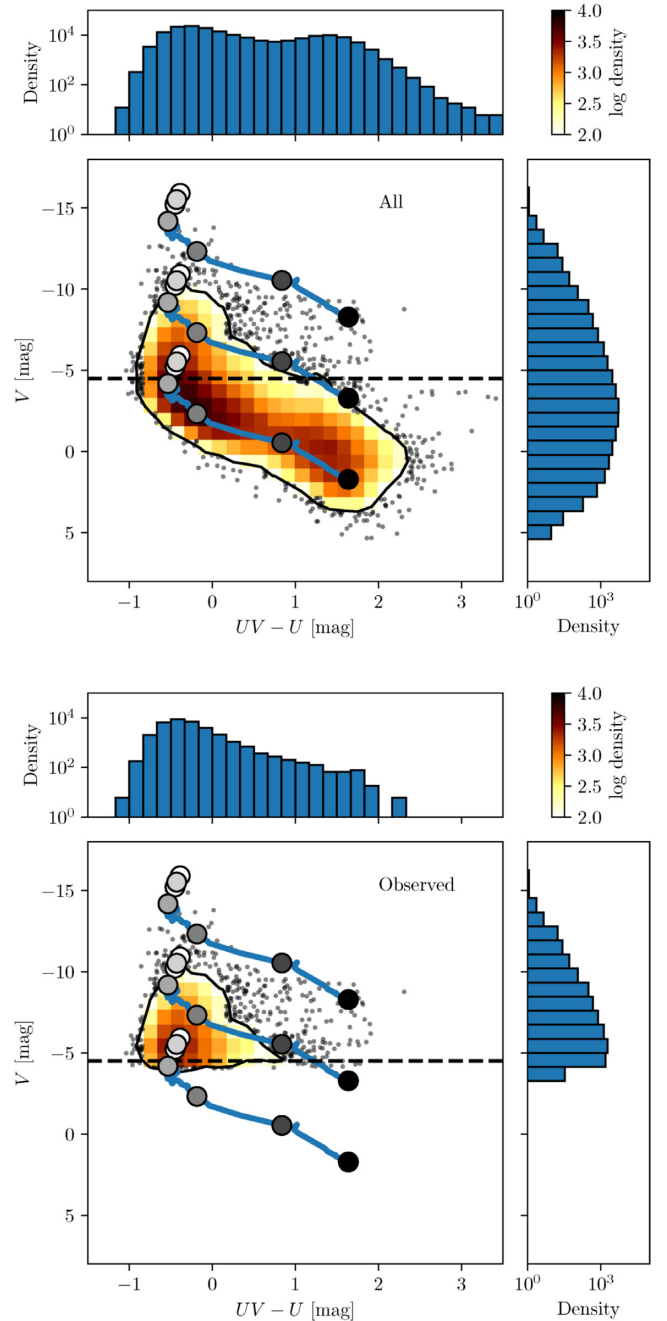 10^4
10^2
10^0
Density
4.0
3.5
3.0
2.5
2.0
log density
All
−15
−10
−5
0
5
V [mag]
−1 0 1 2 3
UV − U [mag]
10^0 10^3
Density
10^4
10^2
10^0
Density
4.0
3.5
3.0
2.5
2.0
log density
Observed
−15
−10
−5
0
5
V [mag]
−1 0 1 2 3
UV − U [mag]
10^0 10^3
Density